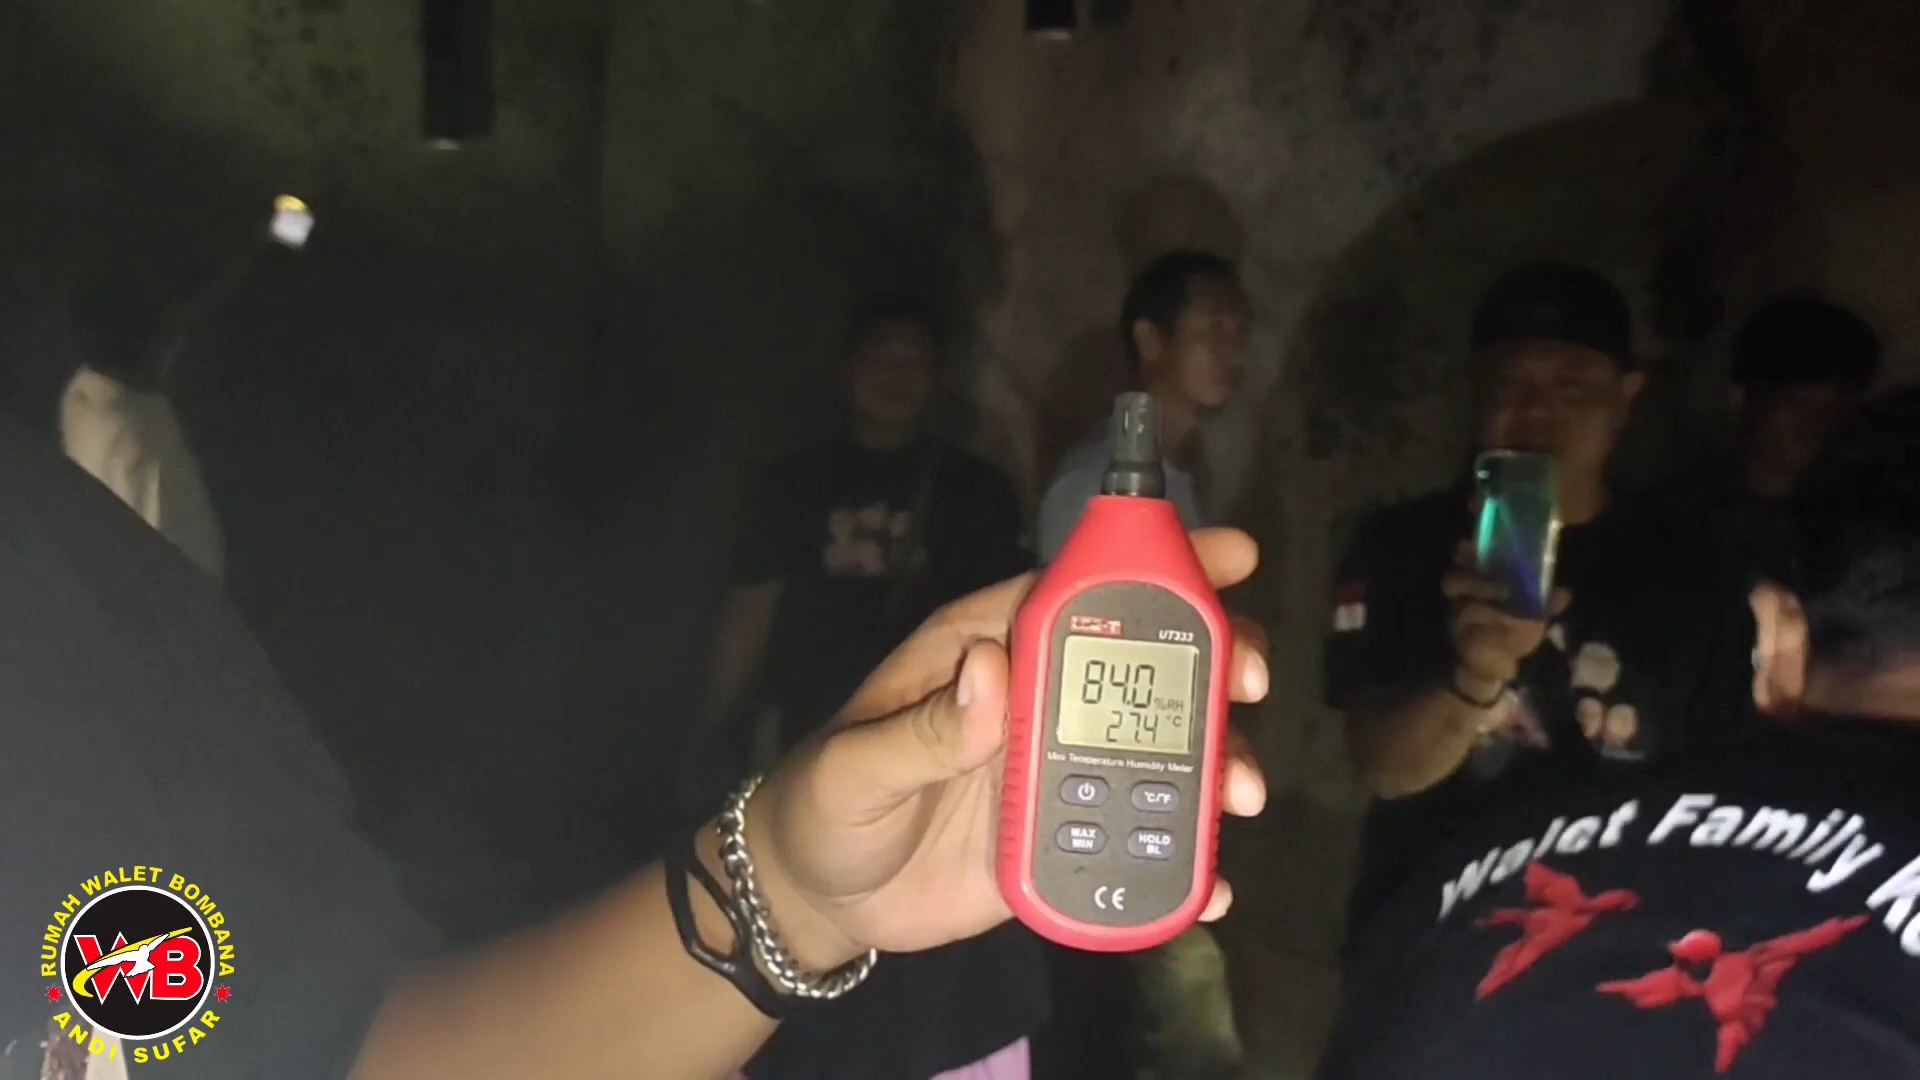 UT333
84.0 %RH
27.4 °C
Mini Temperature Humidity Meter
°C/°F
MAX
MIN
HOLD
BL
CE
Walet Family
RUMAH WALET BOMBANA
WB
ANDI SUFAR